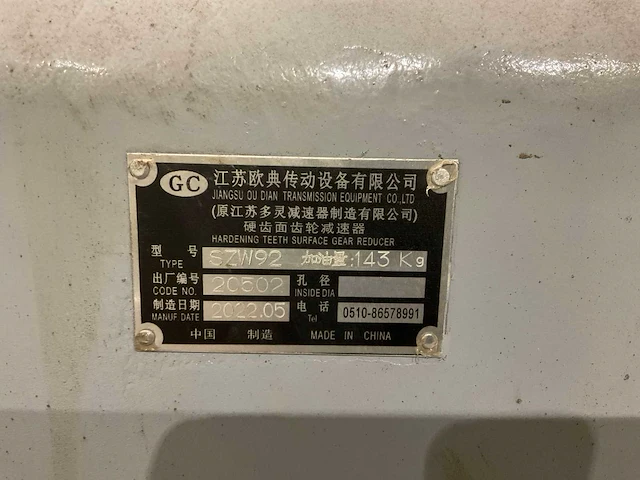 GC 江苏欧典传动设备有限公司
JIANGSU OU DIAN TRANSMISSION EQUIPMENT CO.,LTD
(原江苏多灵减速器制造有限公司)
硬齿面齿轮减速器
HARDENING TEETH SURFACE GEAR REDUCER
型 号 SZW92 加油量:143 Kg
TYPE
出厂编号 20502 孔 径
CODE NO. INSIDE DIA
制造日期 2022.05 电 话 0510-86578991
MANUF DATE Tel
中国 制造 MADE IN CHINA